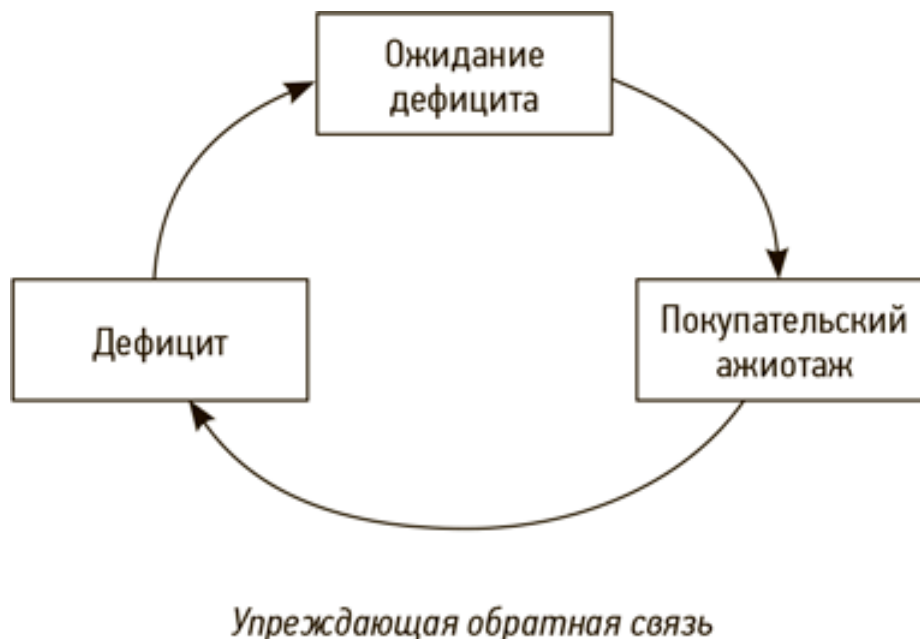 Ожидание
дефицита
Дефицит
Покупательский
ажиотаж
Упреждающая обратная связь